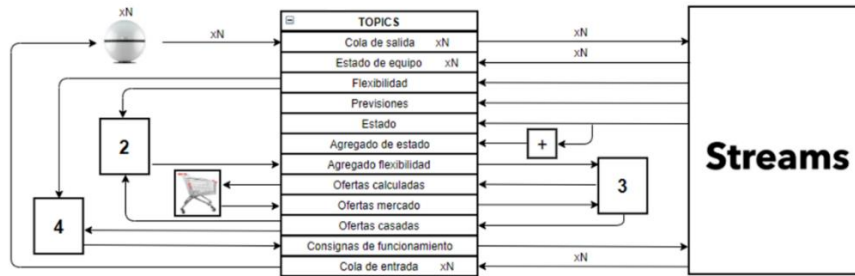 xN
xN
TOPICS
Cola de salida xN
Estado de equipo xN
Flexibilidad
Previsiones
Estado
Agregado de estado
Agregado flexibilidad
Ofertas calculadas
Ofertas mercado
Ofertas casadas
Consignas de funcionamiento
Cola de entrada xN
2
4
xN
xN
+
3
xN
Streams